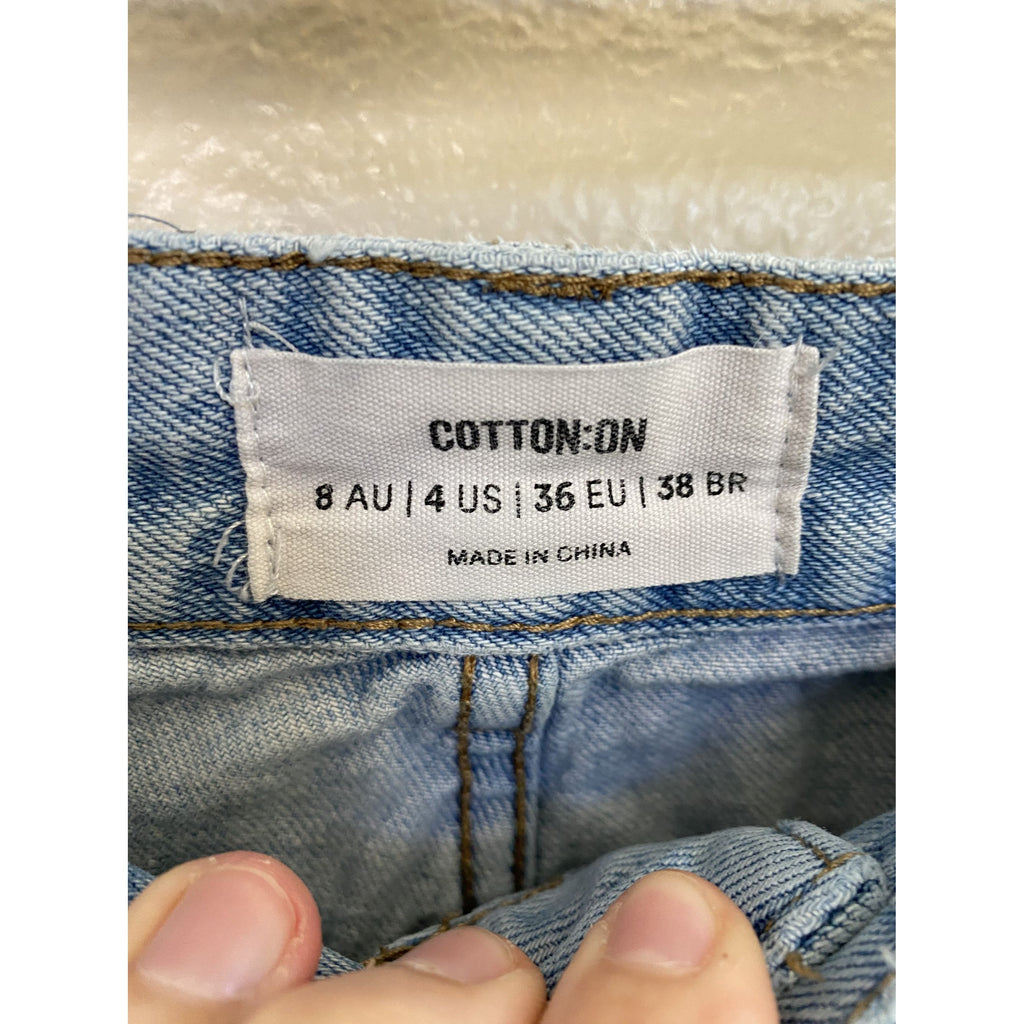 COTTON:ON
8 AU | 4 US | 36 EU | 38 BR
MADE IN CHINA